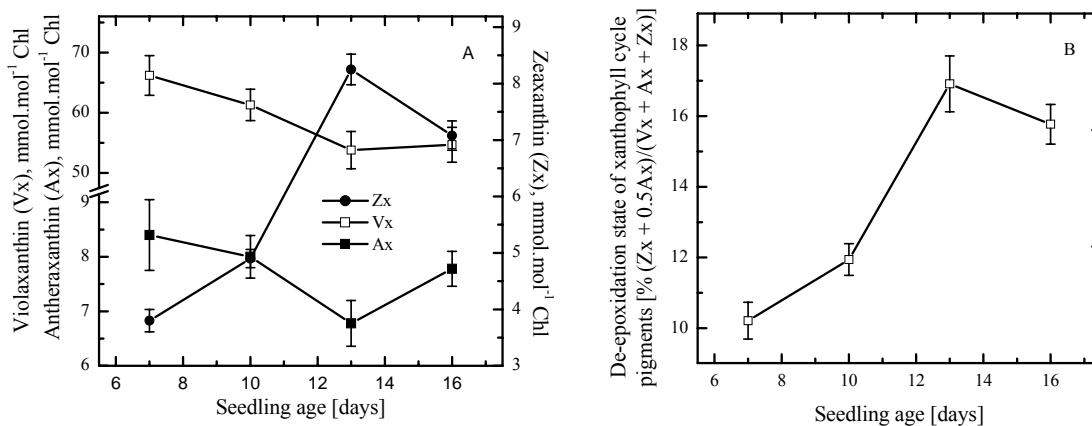 Violaxanthin (Vx), mmol.mol⁻¹ Chl
Antheraxanthin (Ax), mmol.mol⁻¹ Chl
70
60
50
9
8
7
6
A
Zx
Vx
Ax
9
8
7
6
5
4
3
Zeaxanthin (Zx), mmol.mol⁻¹ Chl
6 8 10 12 14 16
Seedling age [days]
De-epoxidation state of xanthophyll cycle
pigments [% (Zx + 0.5Ax)/(Vx + Ax + Zx)]
18
16
14
12
10
B
6 8 10 12 14 16
Seedling age [days]